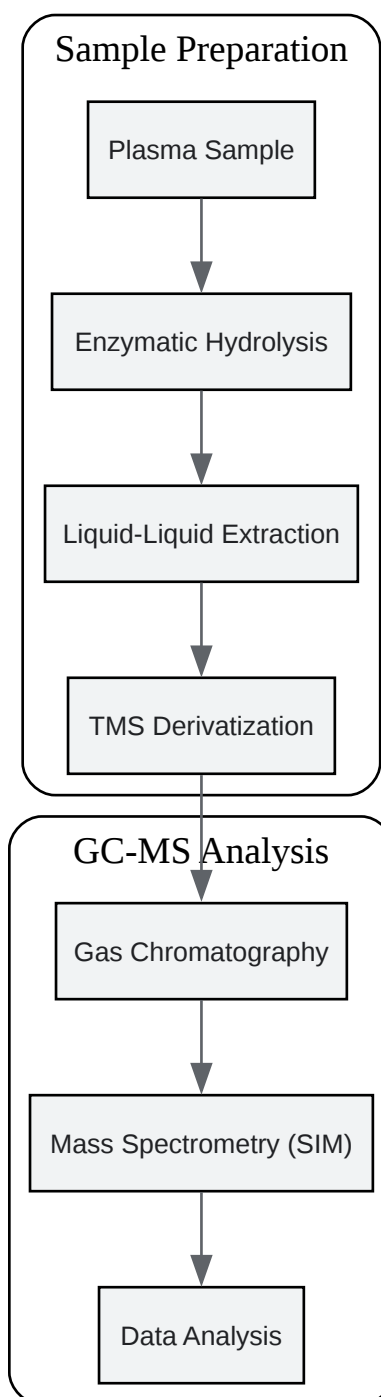 Sample Preparation
Plasma Sample
Enzymatic Hydrolysis
Liquid-Liquid Extraction
TMS Derivatization
GC-MS Analysis
Gas Chromatography
Mass Spectrometry (SIM)
Data Analysis